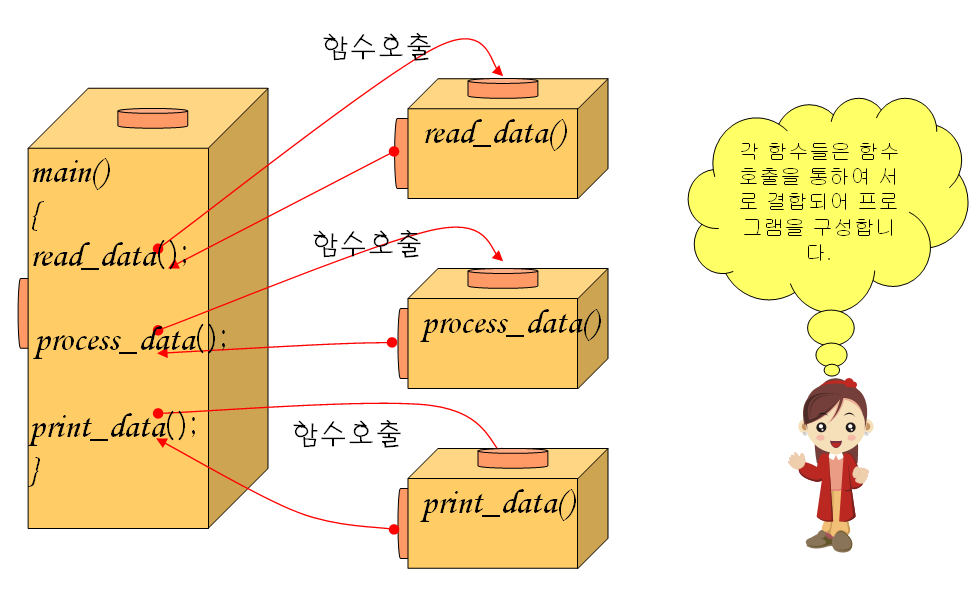 함수호출
main()
{
read_data();
process_data();
print_data();
}
read_data()
함수호출
process_data()
함수호출
print_data()
각 함수들은 함수
호출을 통하여 서
로 결합되어 프로
그램을 구성합니
다.